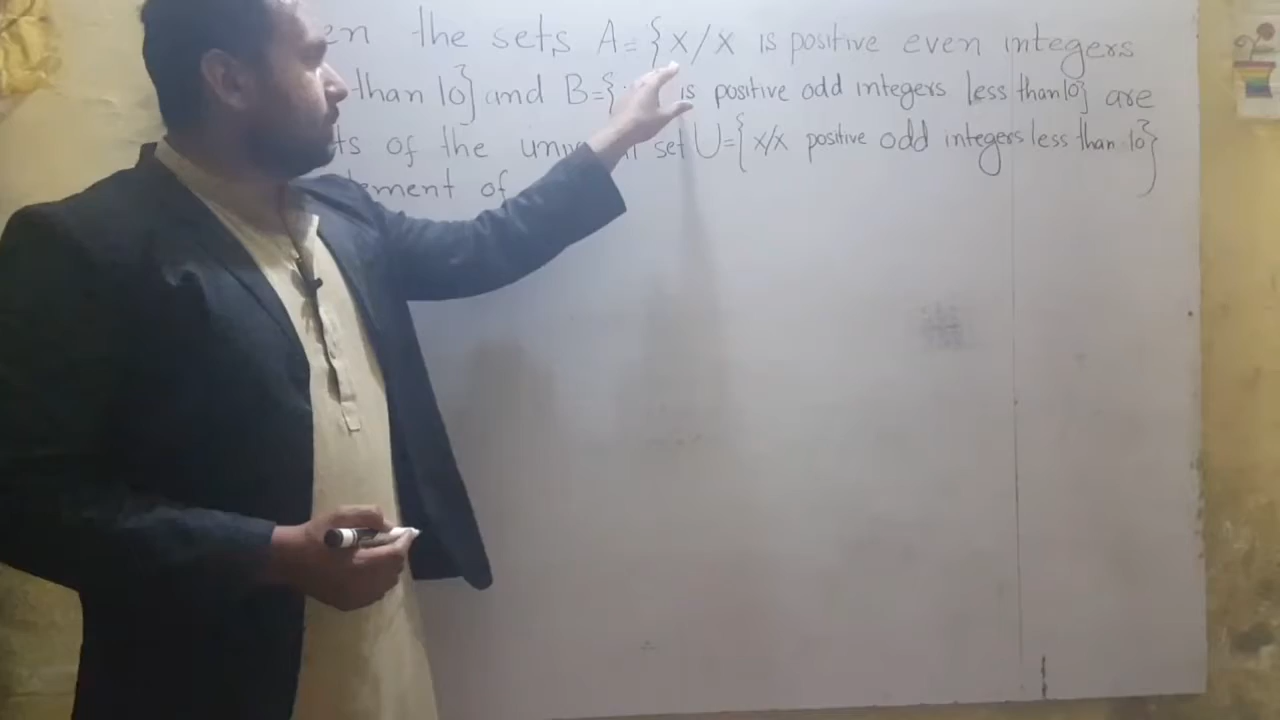 the sets A={x/x is positive even integers
than 10} and B={ is positive odd integers less than 10} are
of the set U={x/x positive odd integers less than 10}
of